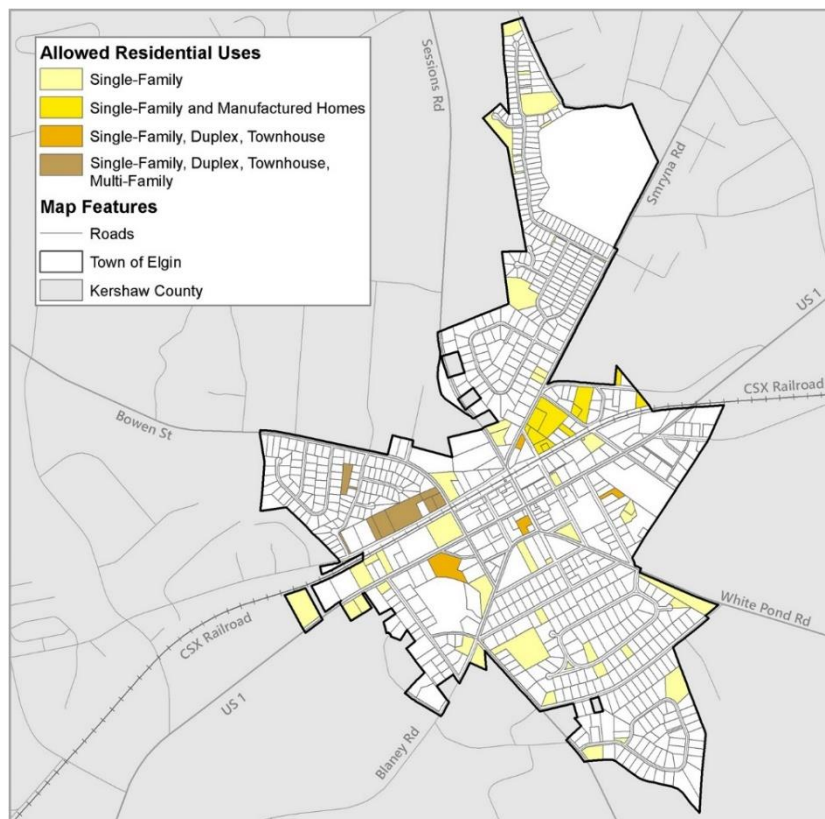 Allowed Residential Uses
Single-Family
Single-Family and Manufactured Homes
Single-Family, Duplex, Townhouse
Single-Family, Duplex, Townhouse,
Multi-Family
Map Features
Roads
Town of Elgin
Kershaw County
Sessions Rd
Smryna Rd
US 1
CSX Railroad
Bowen St
White Pond Rd
CSX Railroad
US 1
Blaney Rd